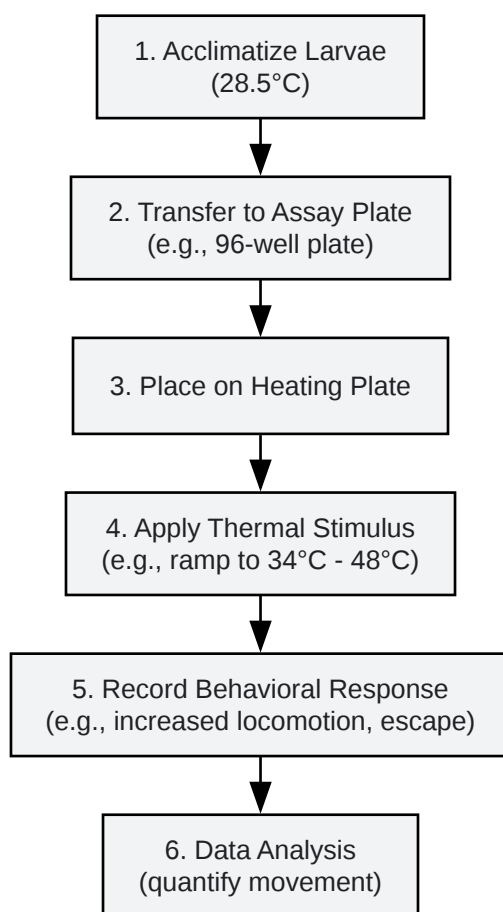 1. Acclimatize Larvae
(28.5°C)
2. Transfer to Assay Plate
(e.g., 96-well plate)
3. Place on Heating Plate
4. Apply Thermal Stimulus
(e.g., ramp to 34°C - 48°C)
5. Record Behavioral Response
(e.g., increased locomotion, escape)
6. Data Analysis
(quantify movement)